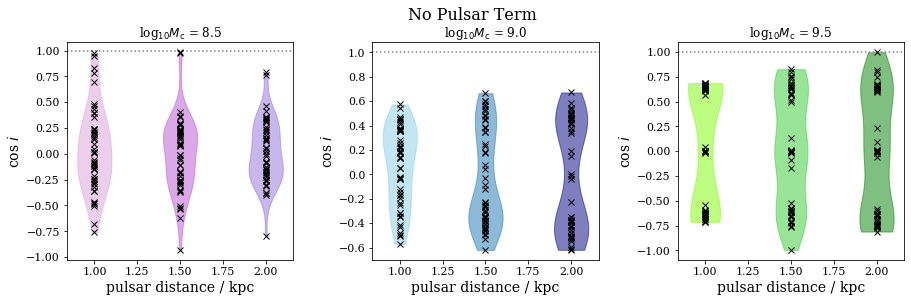 No Pulsar Term
log₁₀M_c = 8.5
1.00
0.75
0.50
0.25
0.00
−0.25
−0.50
−0.75
−1.00
cos i
1.00 1.25 1.50 1.75 2.00
pulsar distance / kpc
log₁₀M_c = 9.0
1.0
0.8
0.6
0.4
0.2
0.0
−0.2
−0.4
−0.6
cos i
1.00 1.25 1.50 1.75 2.00
pulsar distance / kpc
log₁₀M_c = 9.5
1.00
0.75
0.50
0.25
0.00
−0.25
−0.50
−0.75
−1.00
cos i
1.00 1.25 1.50 1.75 2.00
pulsar distance / kpc